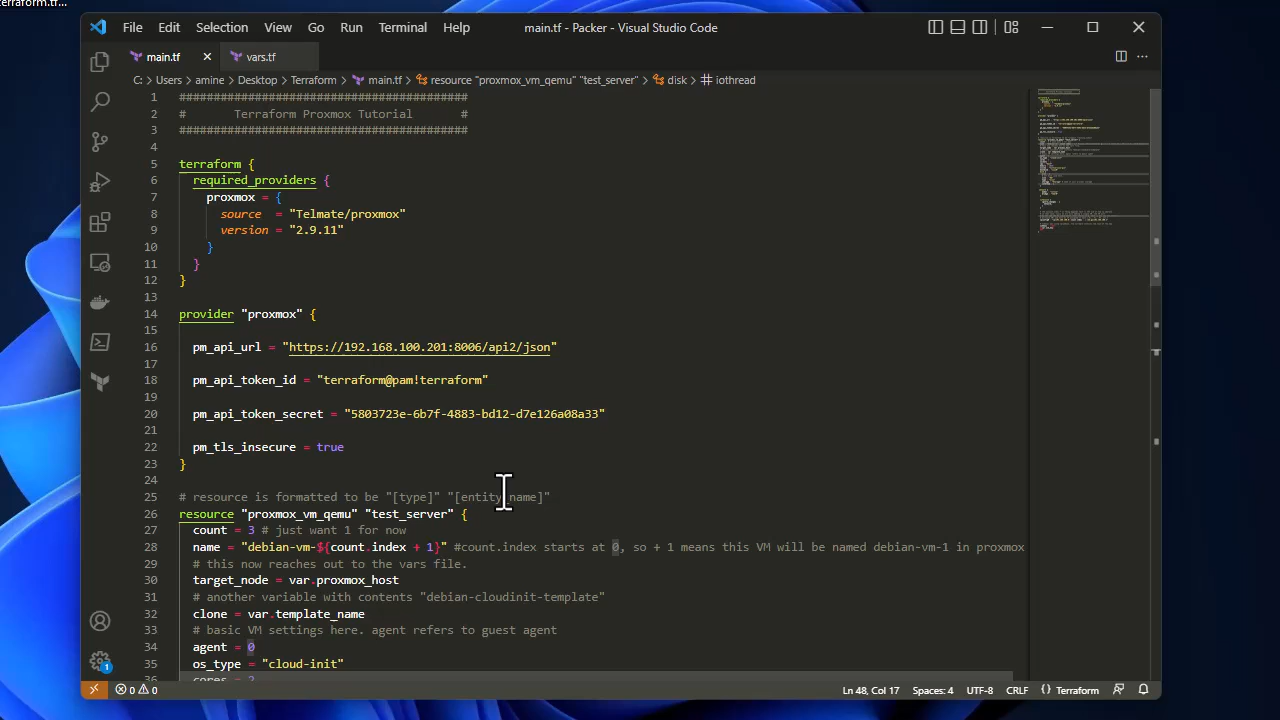 terraform.tf...
File Edit Selection View Go Run Terminal Help main.tf - Packer - Visual Studio Code
main.tf vars.tf
C: > Users > amine > Desktop > Terraform > main.tf > resource "proxmox_vm_qemu" "test_server" > disk > iothread
1 ##########################################
2 # Terraform Proxmox Tutorial #
3 ##########################################
4
5 terraform {
6 required_providers {
7 proxmox = {
8 source = "Telmate/proxmox"
9 version = "2.9.11"
10 }
11 }
12 }
13
14 provider "proxmox" {
15
16 pm_api_url = "https://192.168.100.201:8006/api2/json"
17
18 pm_api_token_id = "terraform@pam!terraform"
19
20 pm_api_token_secret = "5803723e-6b7f-4883-bd12-d7e126a08a33"
21
22 pm_tls_insecure = true
23 }
24
25 # resource is formatted to be "[type]" "[entity_name]"
26 resource "proxmox_vm_qemu" "test_server" {
27 count = 3 # just want 1 for now
28 name = "debian-vm-${count.index + 1}" #count.index starts at 0, so + 1 means this VM will be named debian-vm-1 in proxmox
29 # this now reaches out to the vars file.
30 target_node = var.proxmox_host
31 # another variable with contents "debian-cloudinit-template"
32 clone = var.template_name
33 # basic VM settings here. agent refers to guest agent
34 agent = 0
35 os_type = "cloud-init"
36 cores = 2
1
0 0 Ln 48, Col 17 Spaces: 4 UTF-8 CRLF Terraform